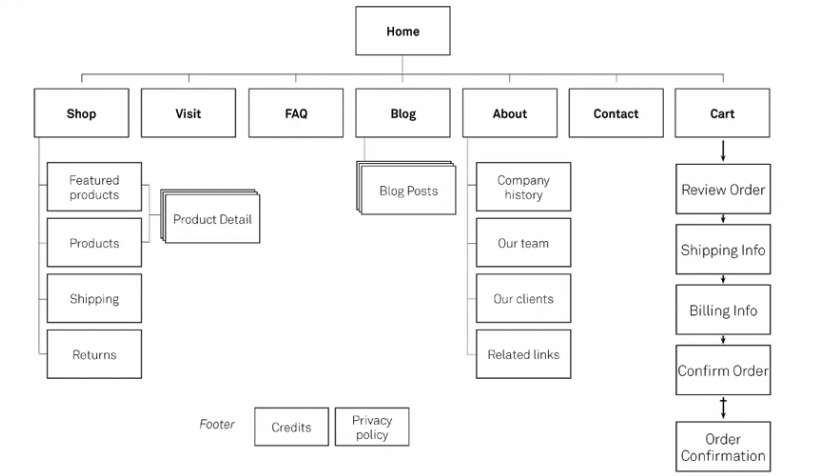 Home
Shop
Visit
FAQ
Blog
About
Contact
Cart
Featured
products
Products
Shipping
Returns
Product Detail
Blog Posts
Company
history
Our team
Our clients
Related links
Review Order
Shipping Info
Billing Info
Confirm Order
Order
Confirmation
Footer
Credits
Privacy
policy